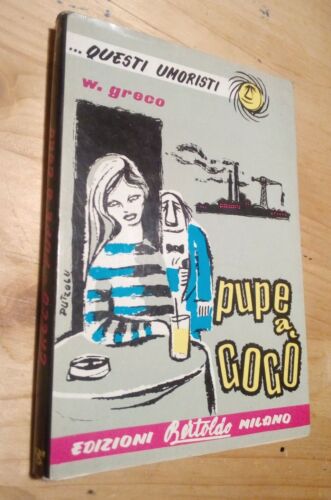 ... QUESTI UMORISTI
w. greco
PUTZOLU
pupe
a
GOGÒ
EDIZIONI Bertoldo MILANO
GRECO PUPE A GOGÒ